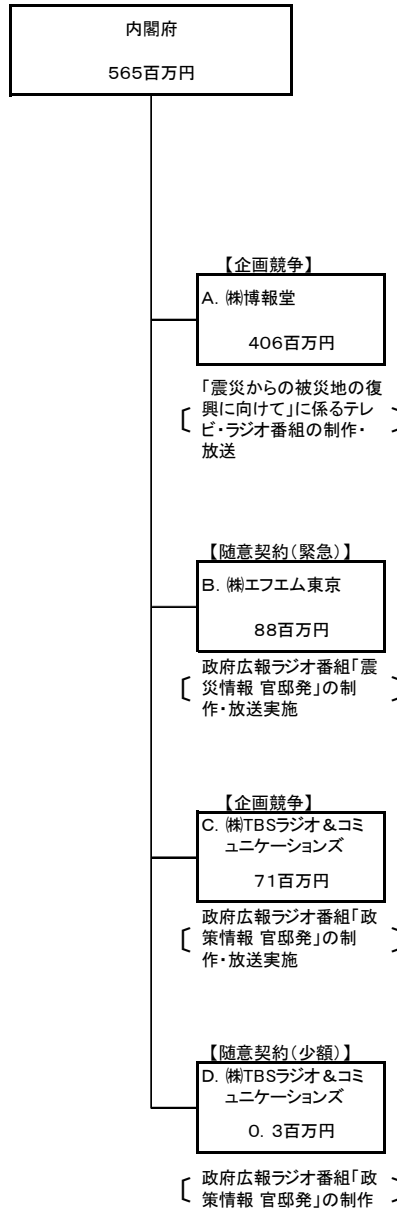 内閣府
565百万円
【企画競争】
A. ㈱博報堂
406百万円
「震災からの被災地の復
興に向けて」に係るテレ
ビ・ラジオ番組の制作・
放送
【随意契約（緊急）】
B. ㈱エフエム東京
88百万円
政府広報ラジオ番組「震
災情報 官邸発」の制
作・放送実施
【企画競争】
C. ㈱TBSラジオ＆コミ
ュニケーションズ
71百万円
政府広報ラジオ番組「政
策情報 官邸発」の制
作・放送実施
【随意契約（少額）】
D. ㈱TBSラジオ＆コミ
ュニケーションズ
0．3百万円
政府広報ラジオ番組「政
策情報 官邸発」の制作